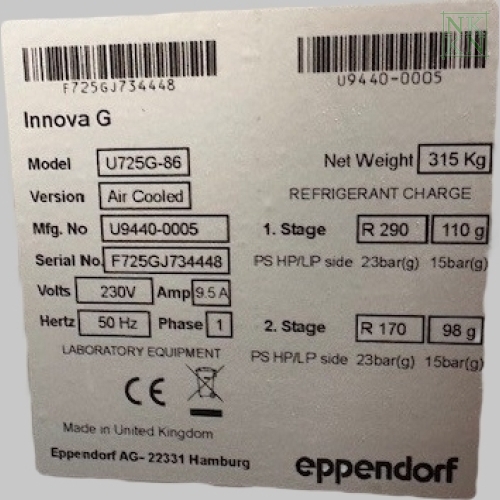 F725GJ734448
U9440-0005
Innova G
Model U725G-86
Net Weight 315 Kg
Version Air Cooled
REFRIGERANT CHARGE
Mfg. No U9440-0005
1. Stage R 290 110 g
Serial No. F725GJ734448
PS HP/LP side 23bar(g) 15bar(g)
Volts 230V Amp 9.5 A
Hertz 50 Hz Phase 1
2. Stage R 170 98 g
LABORATORY EQUIPMENT
PS HP/LP side 23bar(g) 15bar(g)
CE
Made in United Kingdom
Eppendorf AG- 22331 Hamburg
eppendorf